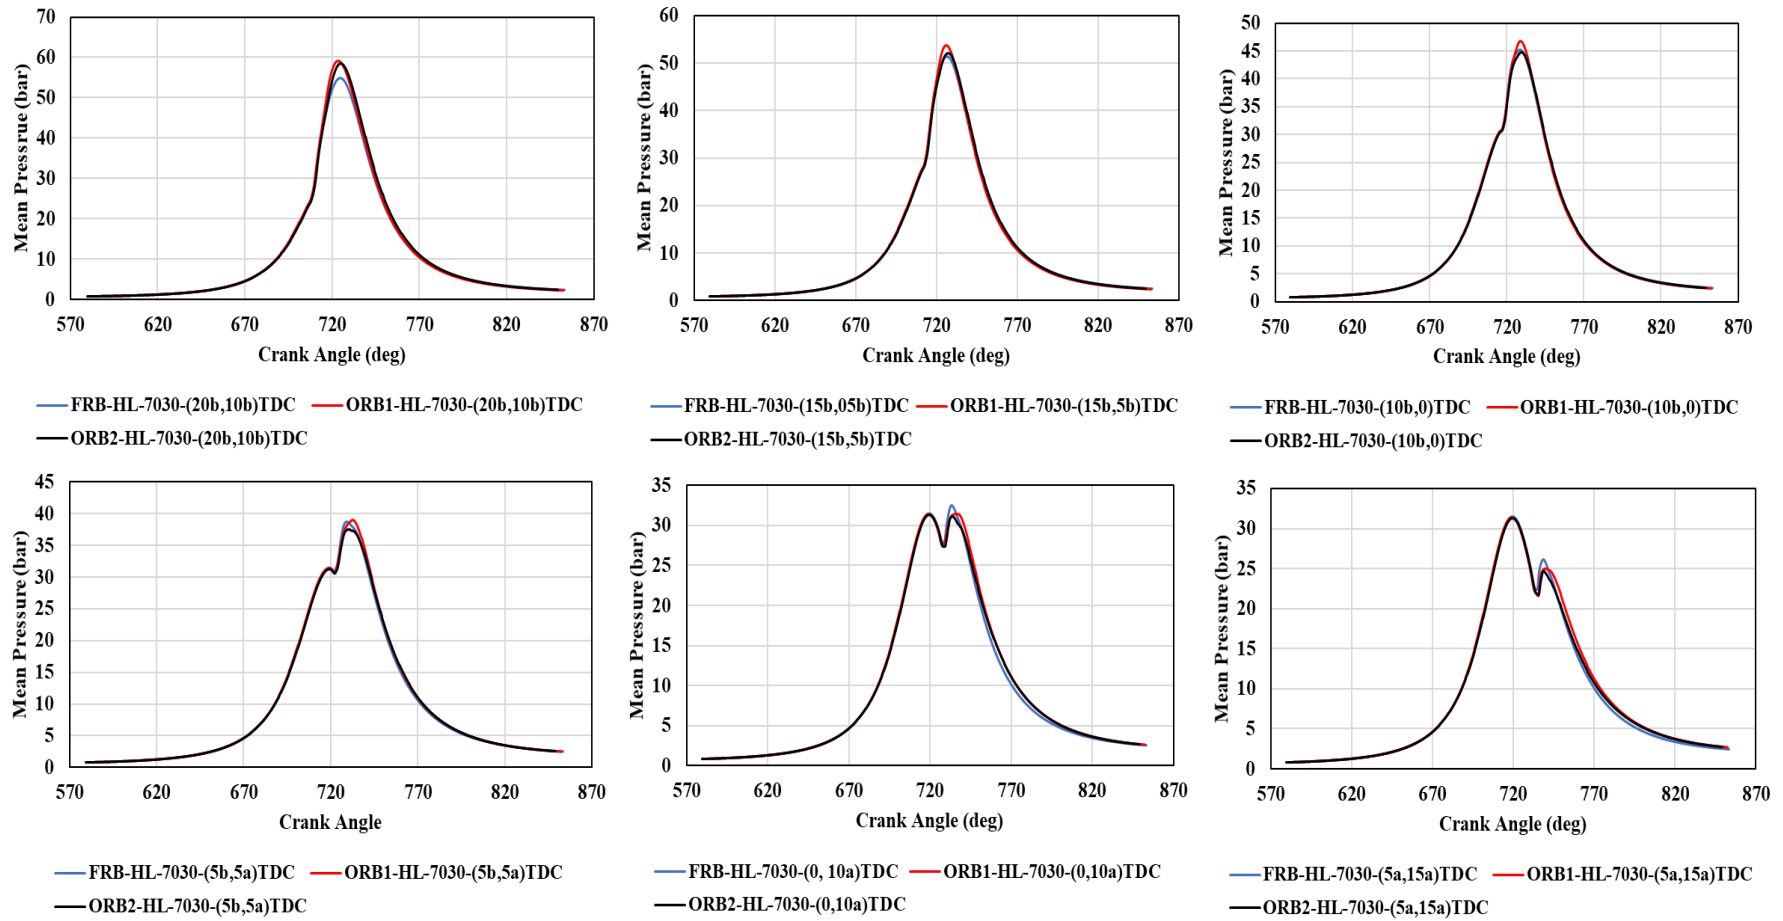 70
60
50
40
30
20
10
0
Mean Pressrue (bar)
570 620 670 720 770 820 870
Crank Angle (deg)
FRB-HL-7030-(20b,10b)TDC ORB1-HL-7030-(20b,10b)TDC
ORB2-HL-7030-(20b,10b)TDC
60
50
40
30
20
10
0
Mean Pressure (bar)
570 620 670 720 770 820 870
Crank Angle (deg)
FRB-HL-7030-(15b,05b)TDC ORB1-HL-7030-(15b,5b)TDC
ORB2-HL-7030-(15b,5b)TDC
50
45
40
35
30
25
20
15
10
5
0
Mean Pressure (bar)
570 620 670 720 770 820 870
Crank Angle (deg)
FRB-HL-7030-(10b,0)TDC ORB1-HL-7030-(10b,0)TDC
ORB2-HL-7030-(10b,0)TDC
45
40
35
30
25
20
15
10
5
0
Mean Pressure (bar)
570 620 670 720 770 820 870
Crank Angle
FRB-HL-7030-(5b,5a)TDC ORB1-HL-7030-(5b,5a)TDC
ORB2-HL-7030-(5b,5a)TDC
35
30
25
20
15
10
5
0
Mean Pressure (bar)
570 620 670 720 770 820 870
Crank Angle (deg)
FRB-HL-7030-(0, 10a)TDC ORB1-HL-7030-(0,10a)TDC
ORB2-HL-7030-(0,10a)TDC
35
30
25
20
15
10
5
0
Mean Pressure (bar)
570 620 670 720 770 820 870
Crank Angle (deg)
FRB-HL-7030-(5a,15a)TDC ORB1-HL-7030-(5a,15a)TDC
ORB2-HL-7030-(5a,15a)TDC